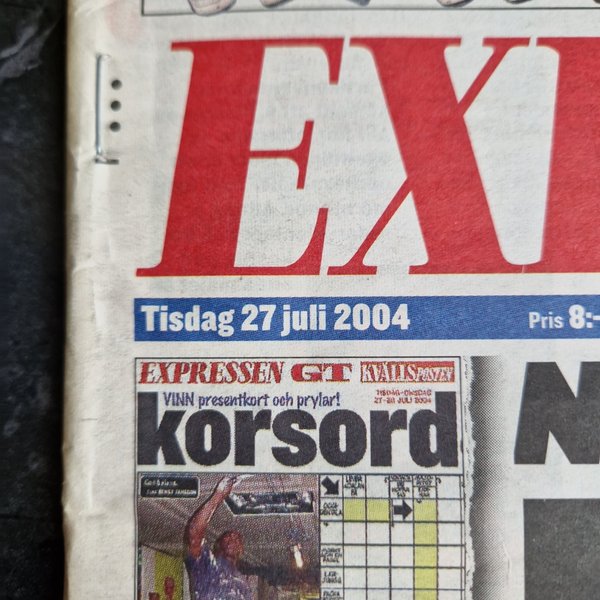 EX
Tisdag 27 juli 2004
Pris 8:-
EXPRESSEN GT KVÄLLSPOSTEN
VINN presentkort och prylar!
TISDAG-ONSDAG
27-28 JULI 2004
korsord
N